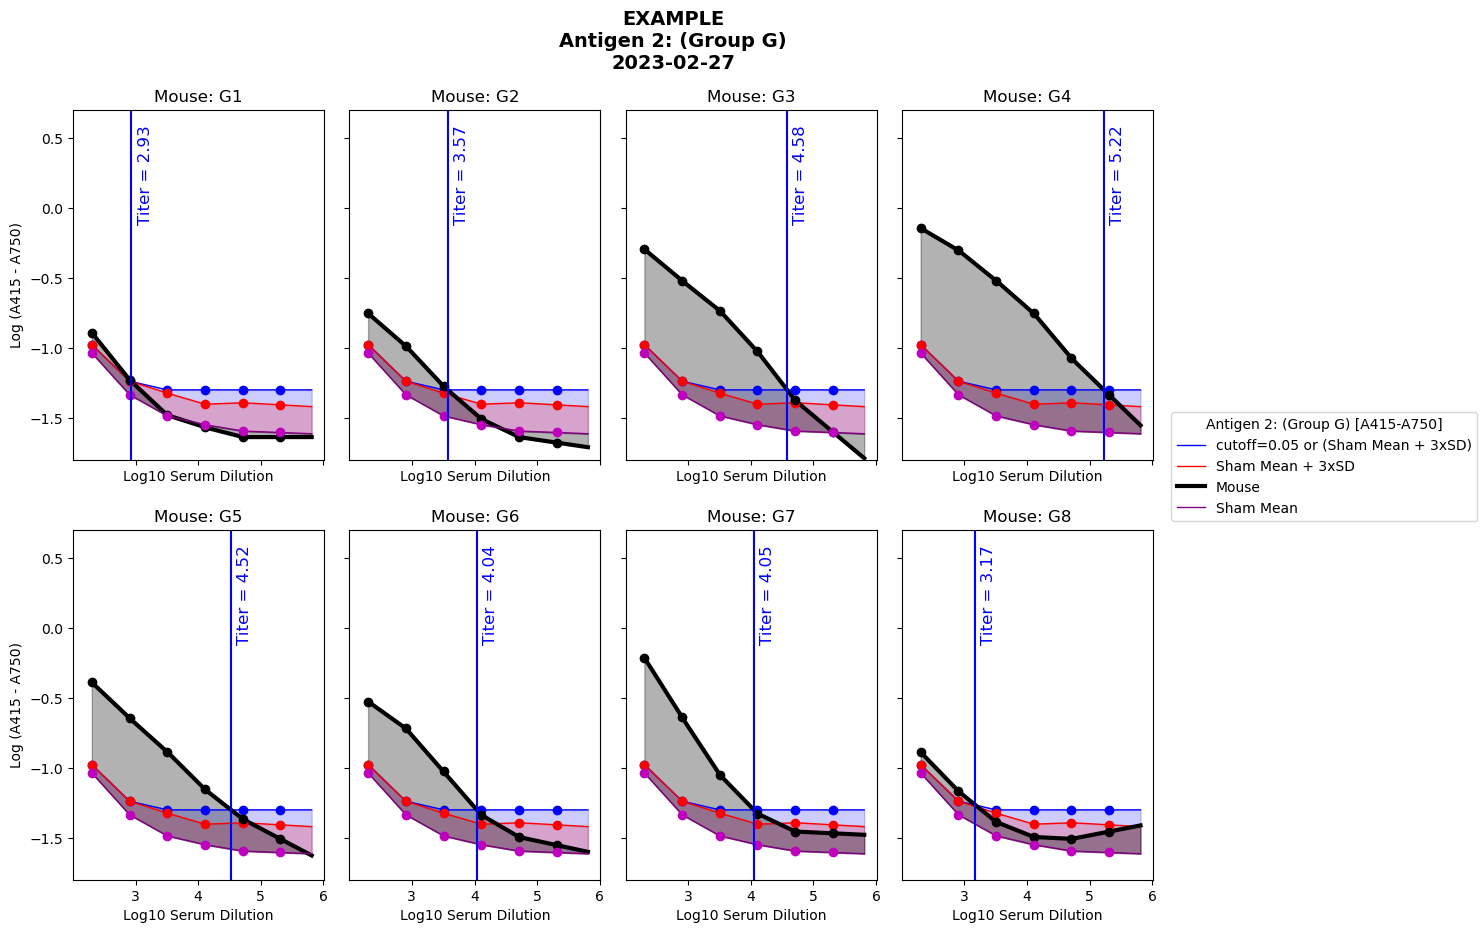 EXAMPLE
Antigen 2: (Group G)
2023-02-27
Mouse: G1
Mouse: G2
Mouse: G3
Mouse: G4
Log (A415 - A750)
0.5
0.0
−0.5
−1.0
−1.5
Titer = 2.93
Titer = 3.57
Titer = 4.58
Titer = 5.22
Log10 Serum Dilution
Log10 Serum Dilution
Log10 Serum Dilution
Log10 Serum Dilution
Antigen 2: (Group G) [A415-A750]
cutoff=0.05 or (Sham Mean + 3xSD)
Sham Mean + 3xSD
Mouse
Sham Mean
Mouse: G5
Mouse: G6
Mouse: G7
Mouse: G8
Log (A415 - A750)
0.5
0.0
−0.5
−1.0
−1.5
Titer = 4.52
Titer = 4.04
Titer = 4.05
Titer = 3.17
3 4 5 6
3 4 5 6
3 4 5 6
3 4 5 6
Log10 Serum Dilution
Log10 Serum Dilution
Log10 Serum Dilution
Log10 Serum Dilution